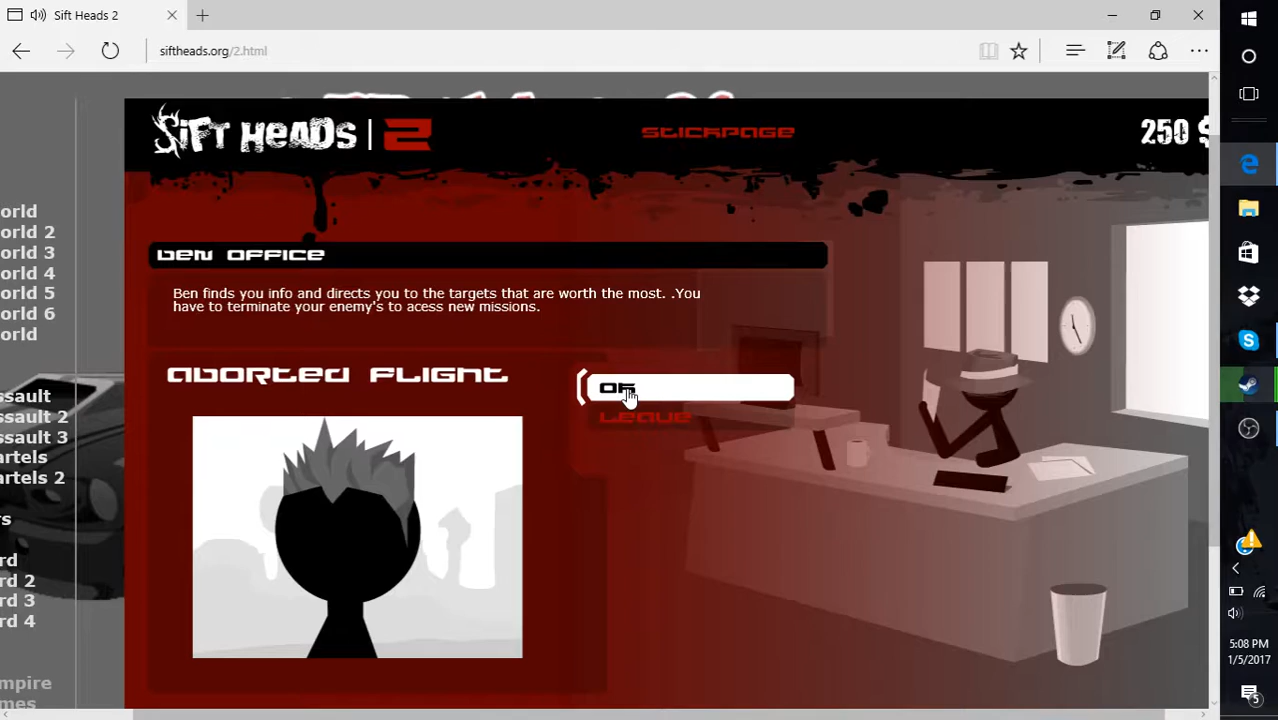 Sift Heads 2
siftheads.org/2.html
SIFT HEADS | 2
STICKPAGE
250 $
BEN OFFICE
Ben finds you info and directs you to the targets that are worth the most. .You
have to terminate your enemy's to acess new missions.
ABORTED FLIGHT
OK
LEAVE
orld
orld 2
orld 3
orld 4
orld 5
orld 6
orld
ssault
ssault 2
ssault 3
artels
artels 2
rs
rd
rd 2
rd 3
rd 4
mpire
mes
5:08 PM
1/5/2017
5